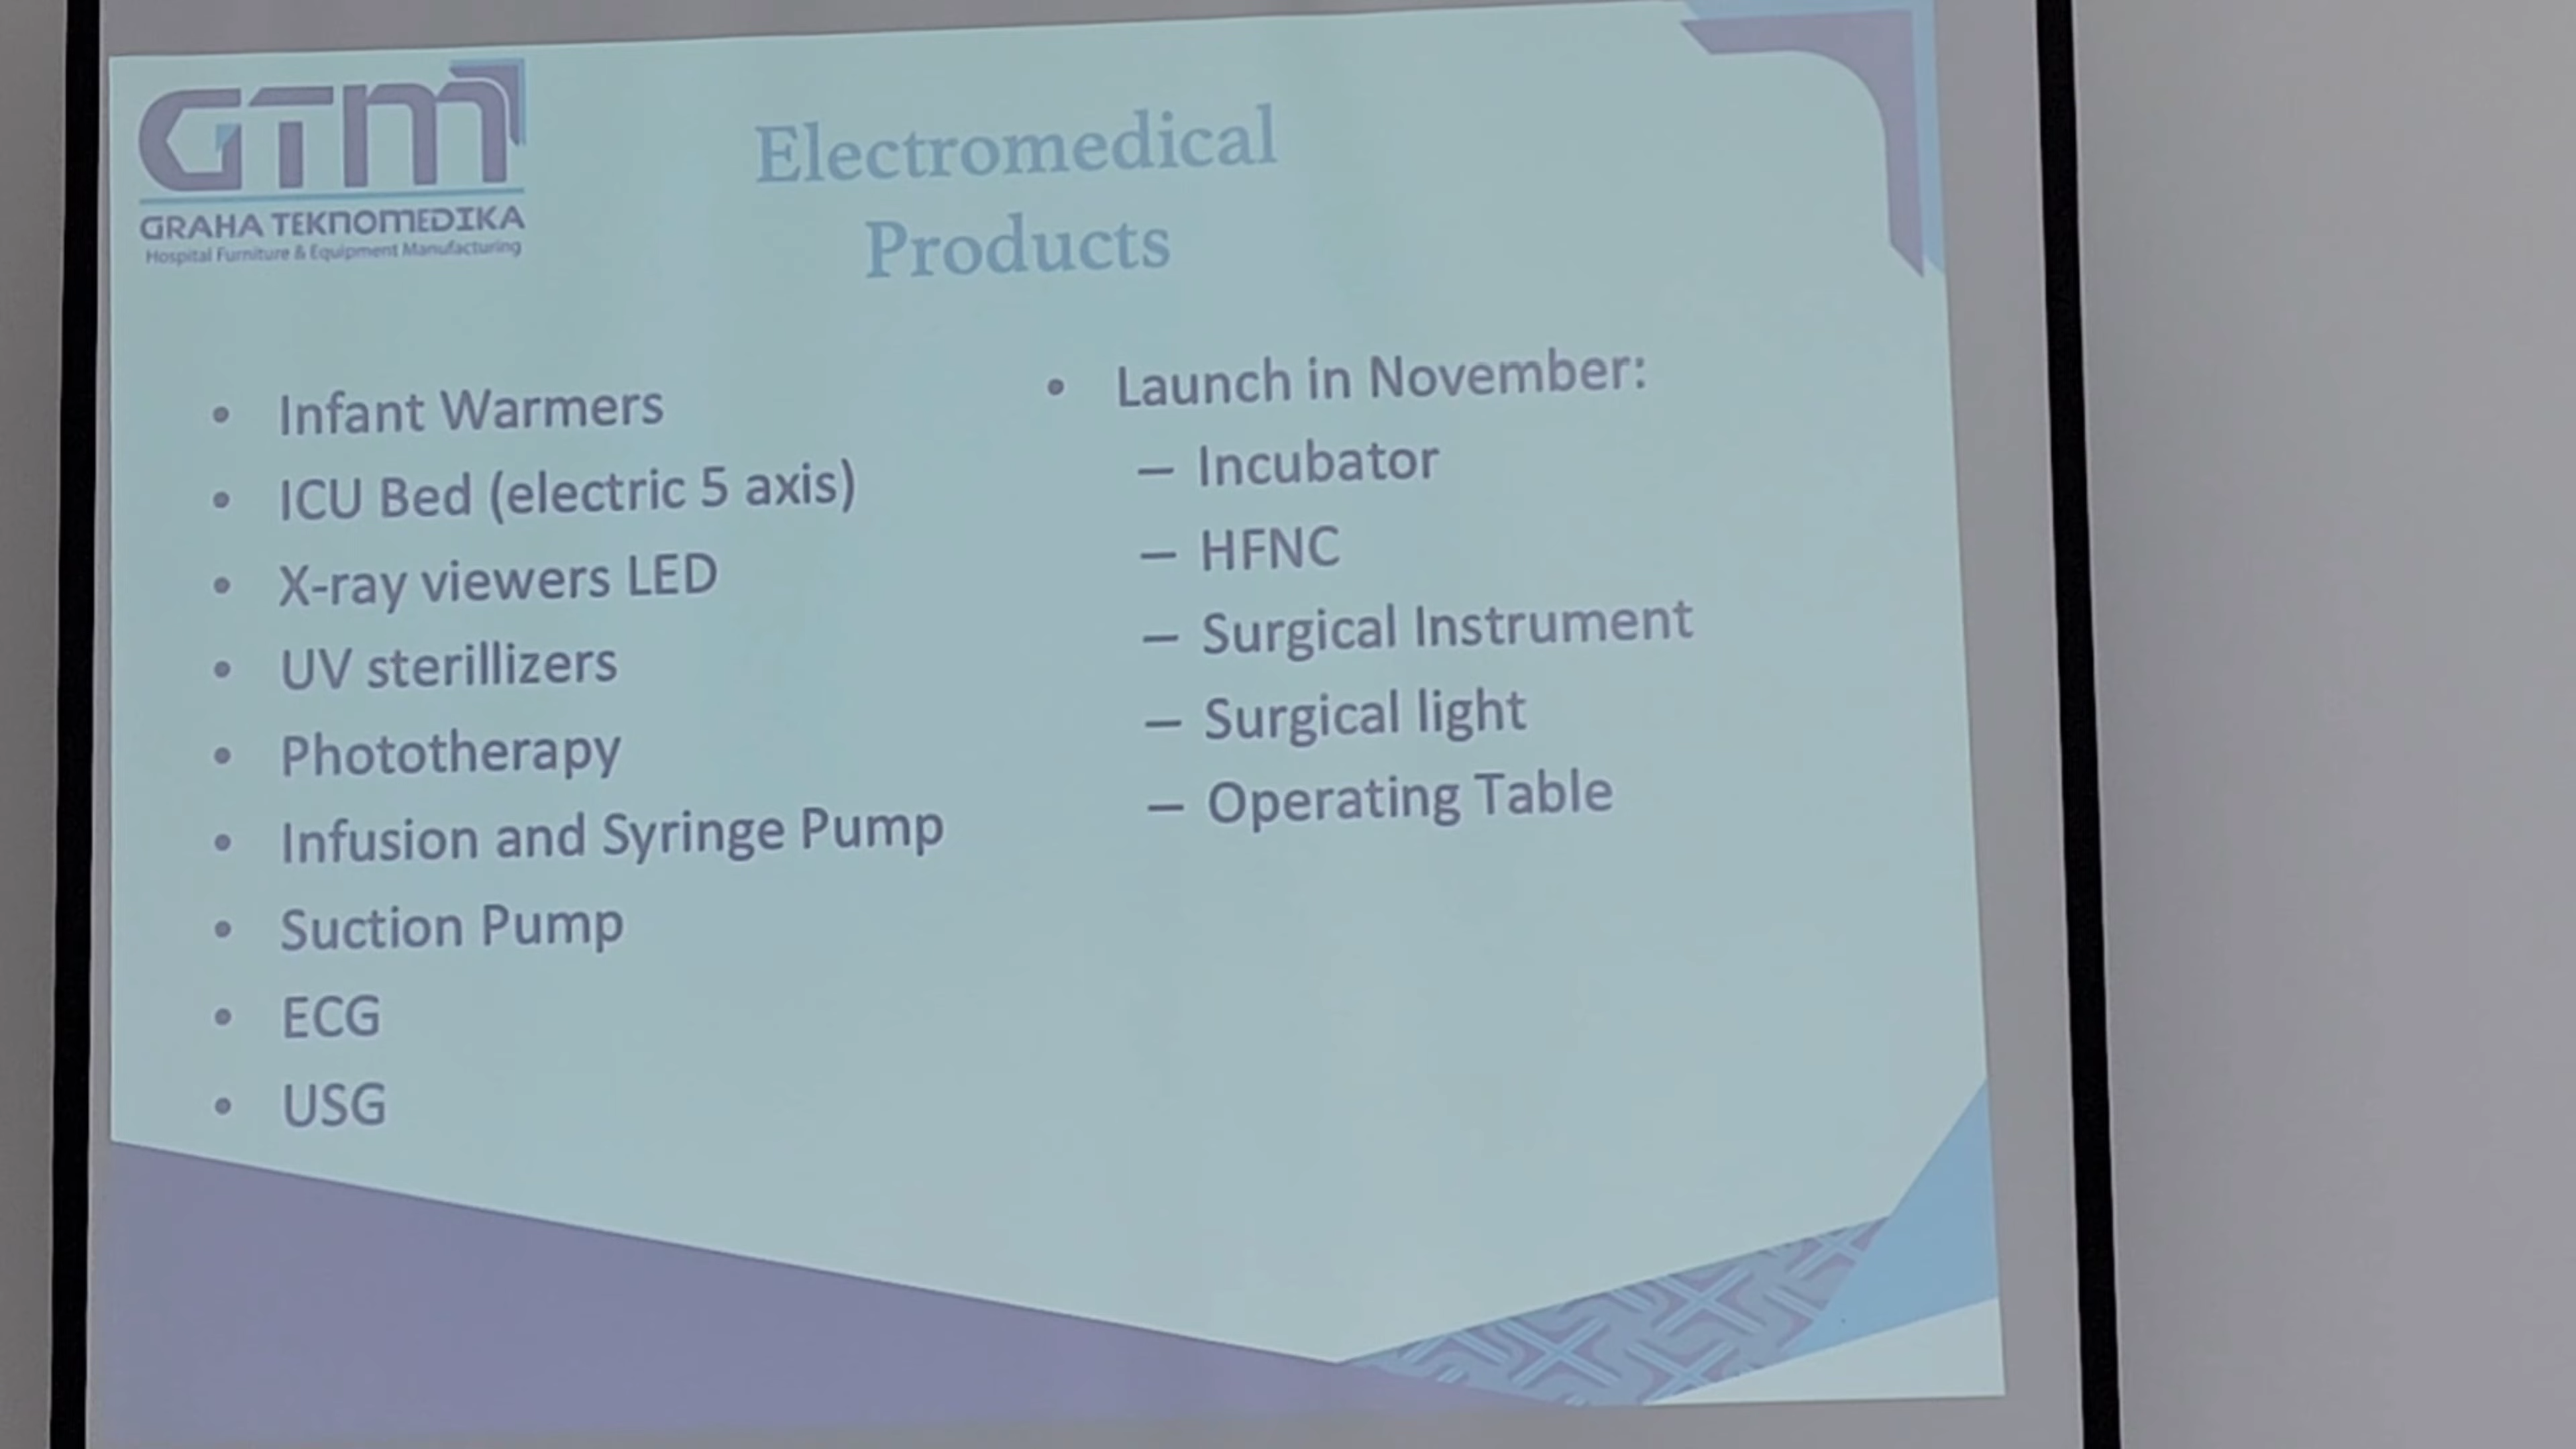 GTM
GRAHA TEKNOMEDIKA
Hospital Furniture & Equipment Manufacturing
Electromedical
Products
• Infant Warmers
• ICU Bed (electric 5 axis)
• X-ray viewers LED
• UV sterillizers
• Phototherapy
• Infusion and Syringe Pump
• Suction Pump
• ECG
• USG
• Launch in November:
– Incubator
– HFNC
– Surgical Instrument
– Surgical light
– Operating Table